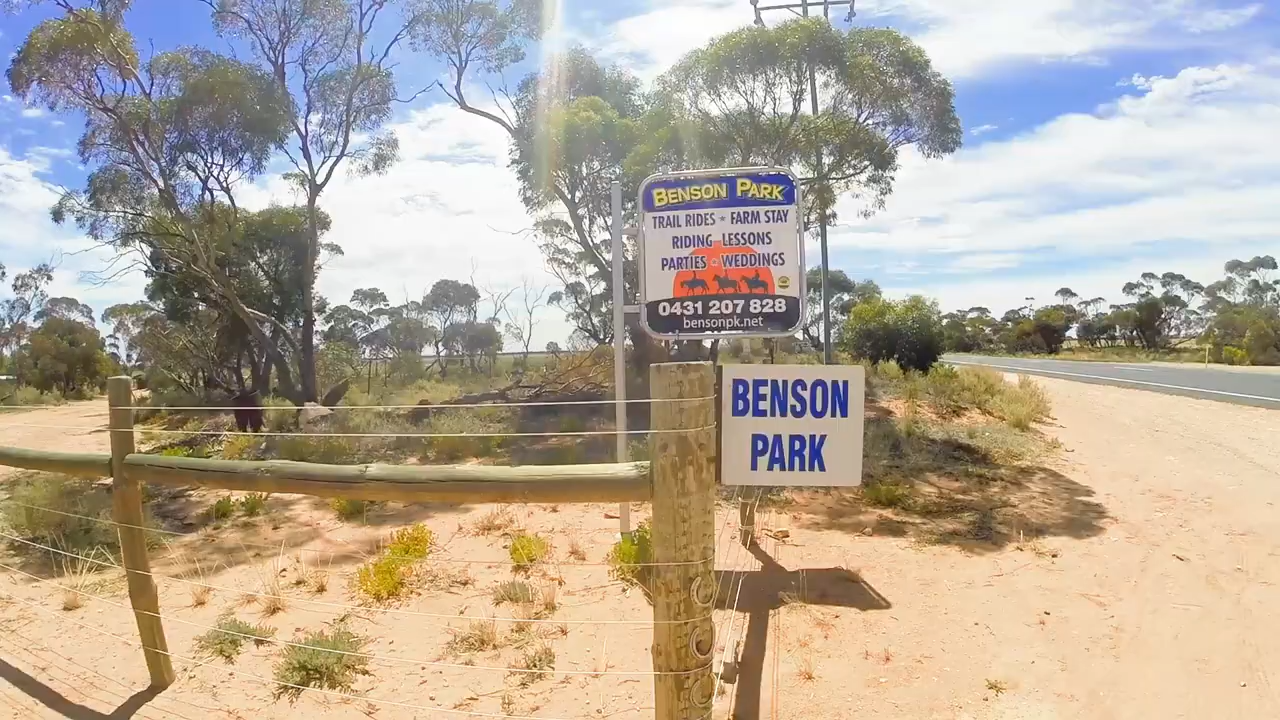 BENSON PARK
TRAIL RIDES * FARM STAY
RIDING LESSONS
PARTIES * WEDDINGS
0431 207 828
bensonpk.net
BENSON
PARK